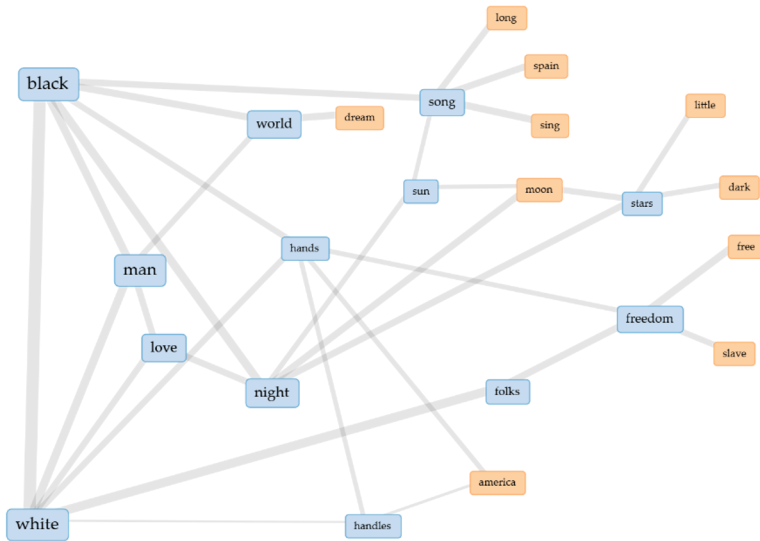 long
spain
black
song
little
world
dream
sing
sun
moon
dark
stars
hands
free
man
freedom
love
slave
night
folks
america
white
handles